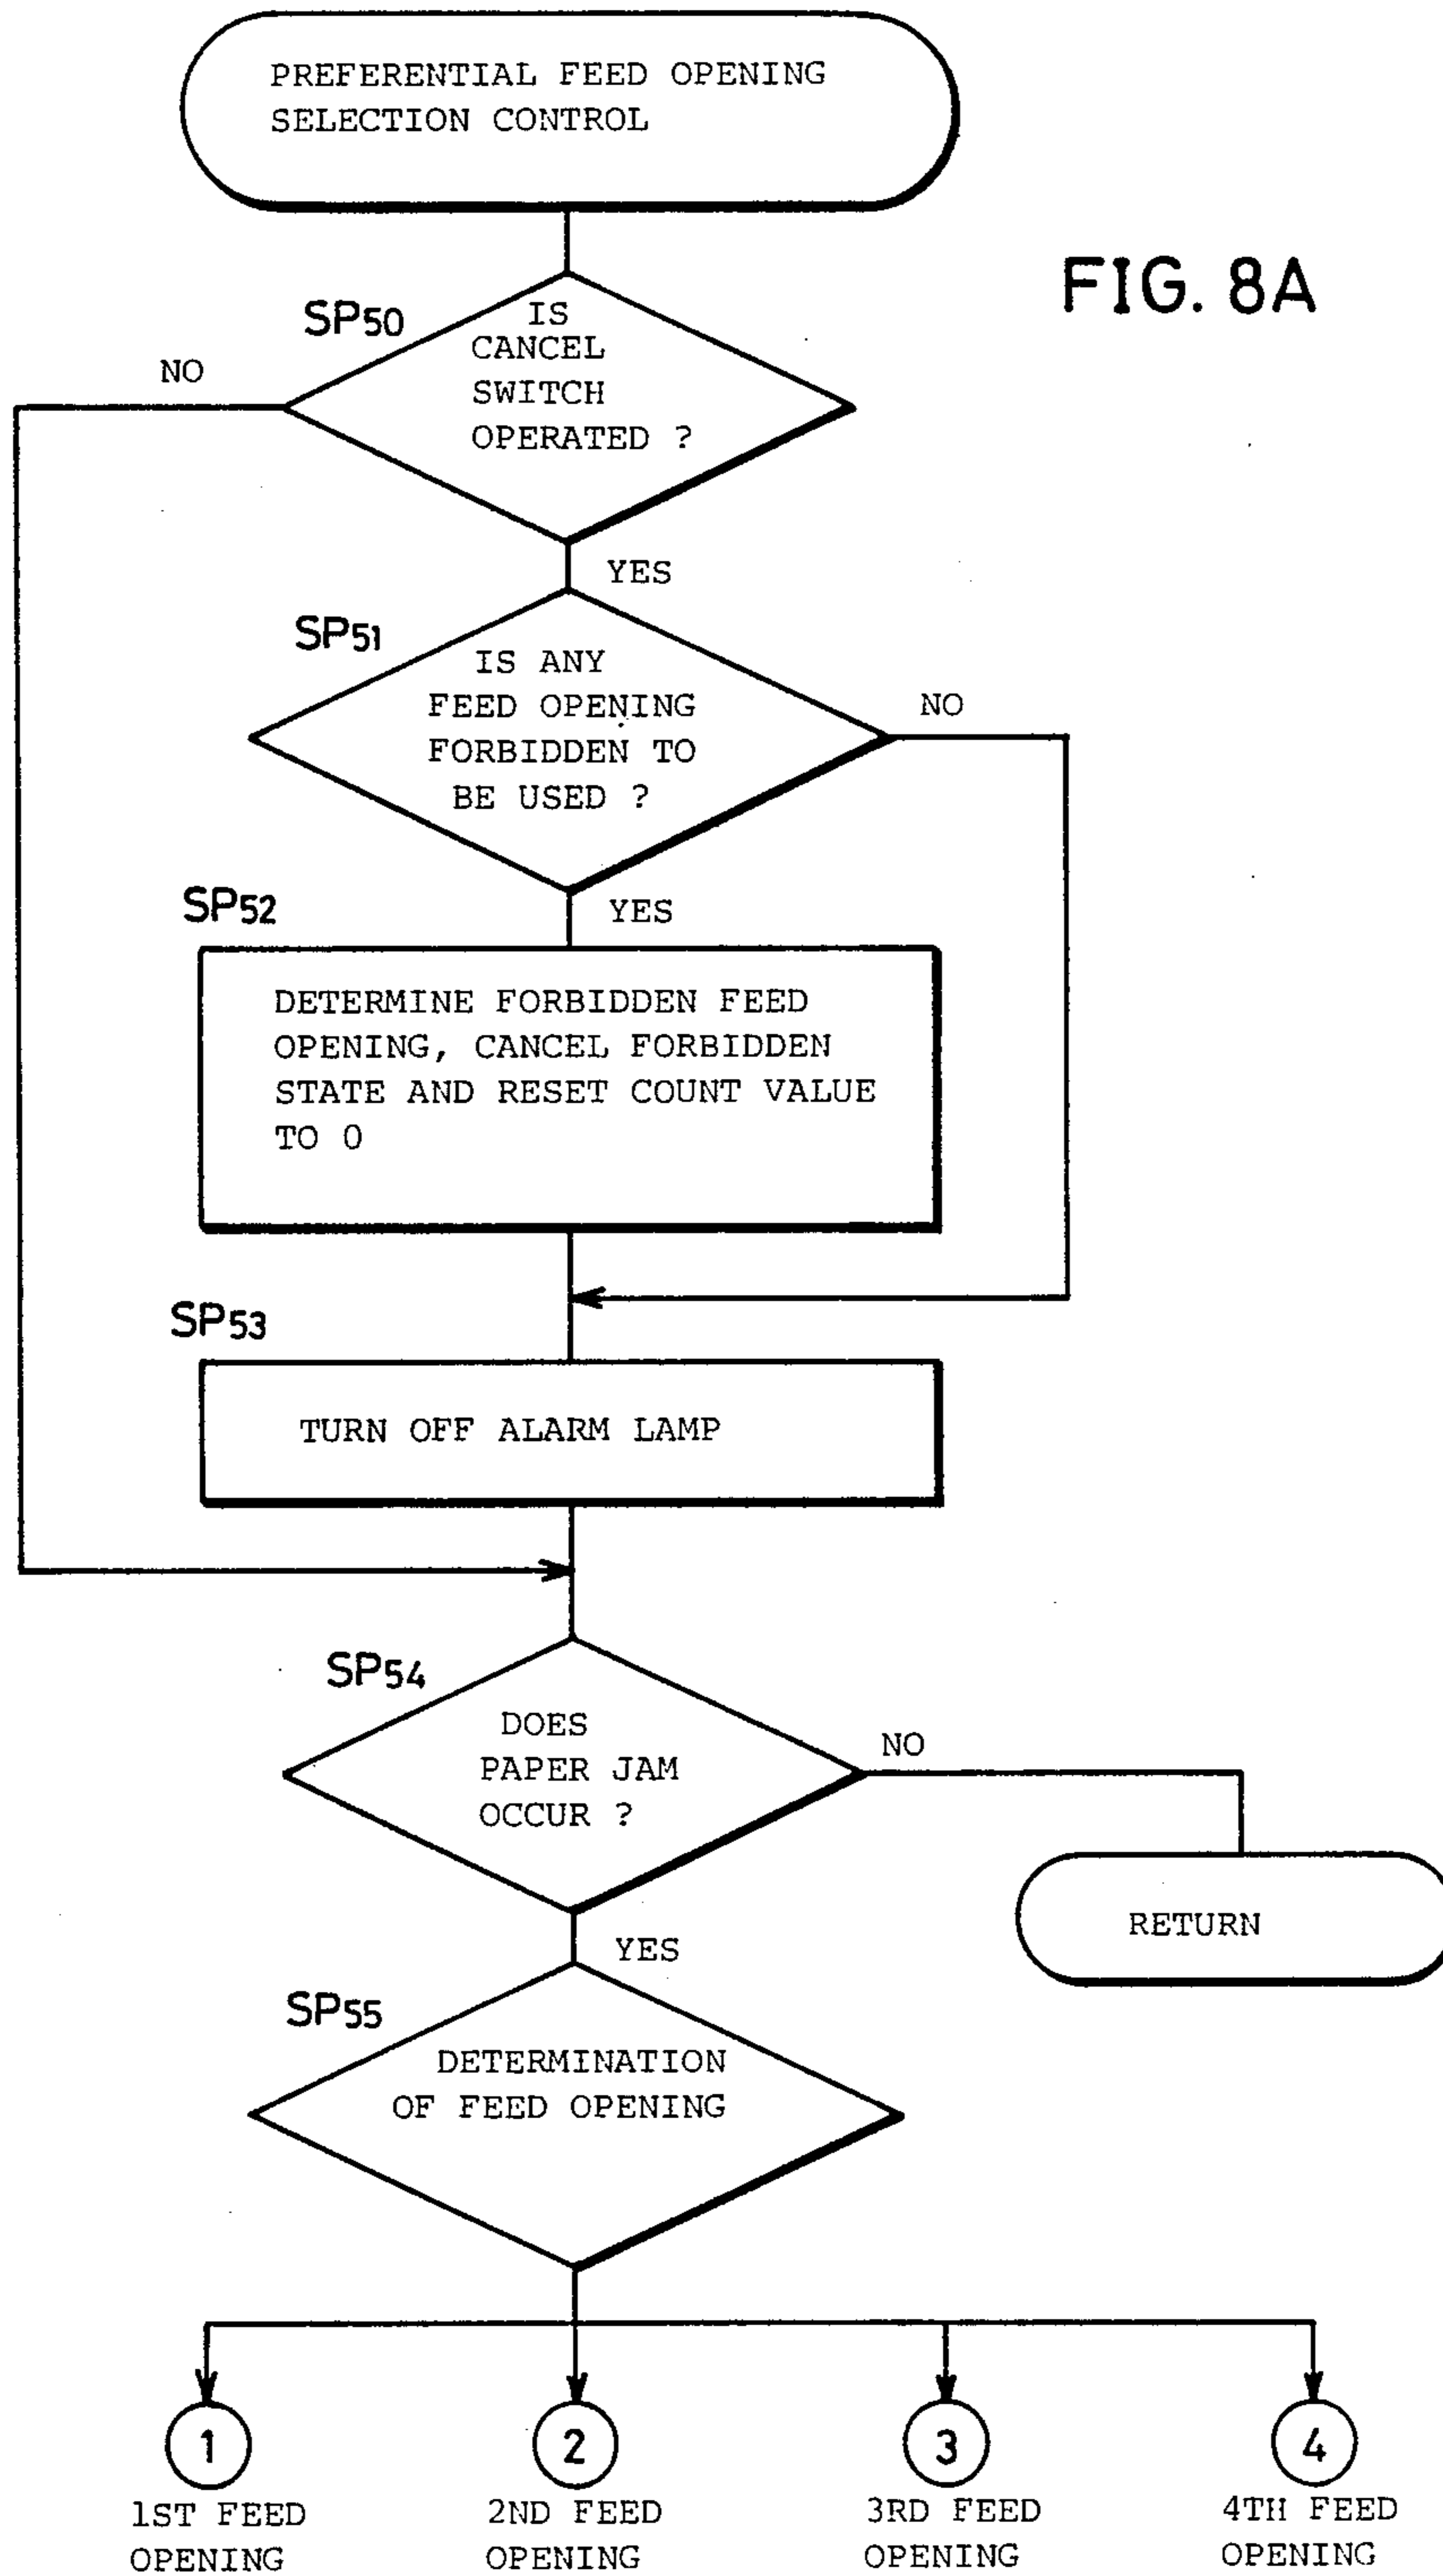 PREFERENTIAL FEED OPENING
SELECTION CONTROL
FIG. 8A
SP50
IS
CANCEL
SWITCH
OPERATED ?
NO
YES
SP51
IS ANY
FEED OPENING
FORBIDDEN TO
BE USED ?
NO
YES
SP52
DETERMINE FORBIDDEN FEED
OPENING, CANCEL FORBIDDEN
STATE AND RESET COUNT VALUE
TO 0
SP53
TURN OFF ALARM LAMP
SP54
DOES
PAPER JAM
OCCUR ?
NO
RETURN
YES
SP55
DETERMINATION
OF FEED OPENING
1
2
3
4
1ST FEED
OPENING
2ND FEED
OPENING
3RD FEED
OPENING
4TH FEED
OPENING